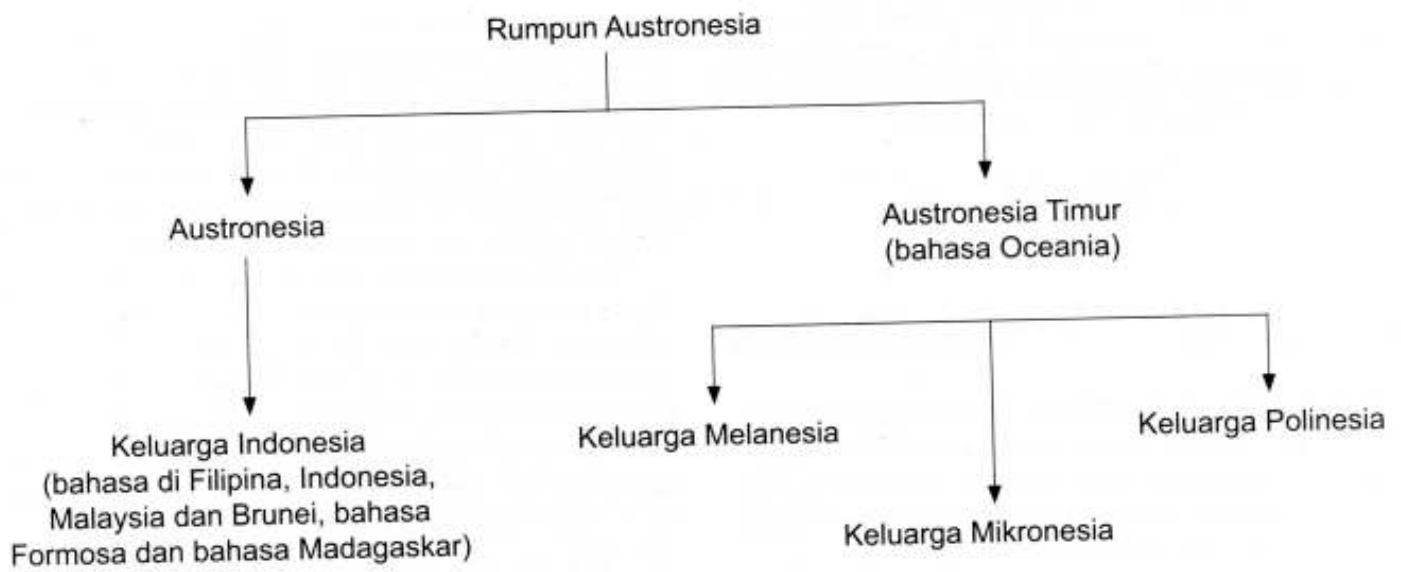 Rumpun Austronesia
Austronesia
Austronesia Timur
(bahasa Oceania)
Keluarga Indonesia
(bahasa di Filipina, Indonesia,
Malaysia dan Brunei, bahasa
Formosa dan bahasa Madagaskar)
Keluarga Melanesia
Keluarga Mikronesia
Keluarga Polinesia